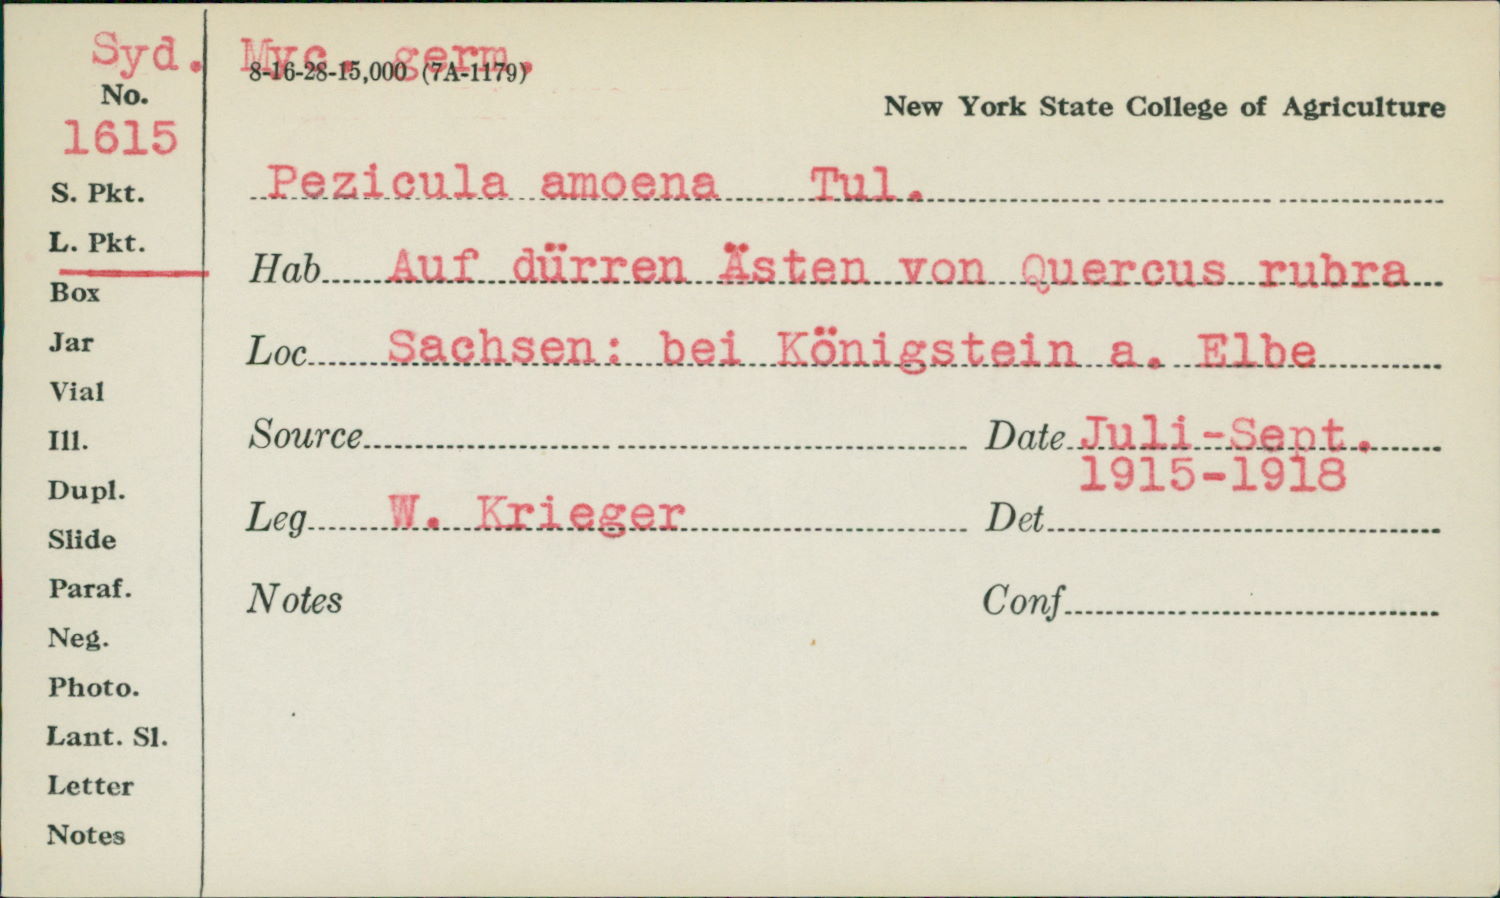 Syd. Myc. germ.
8-16-28-15,000 (7A-1179)
No.
New York State College of Agriculture
1615
S. Pkt.
Pezicula amoena Tul.
L. Pkt.
Hab Auf dürren Ästen von Quercus rubra
Box
Jar
Loc Sachsen: bei Königstein a. Elbe
Vial
Ill.
Source
Date Juli-Sept.
1915-1918
Dupl.
Leg W. Krieger
Det
Slide
Paraf.
Notes
Conf
Neg.
Photo.
Lant. Sl.
Letter
Notes